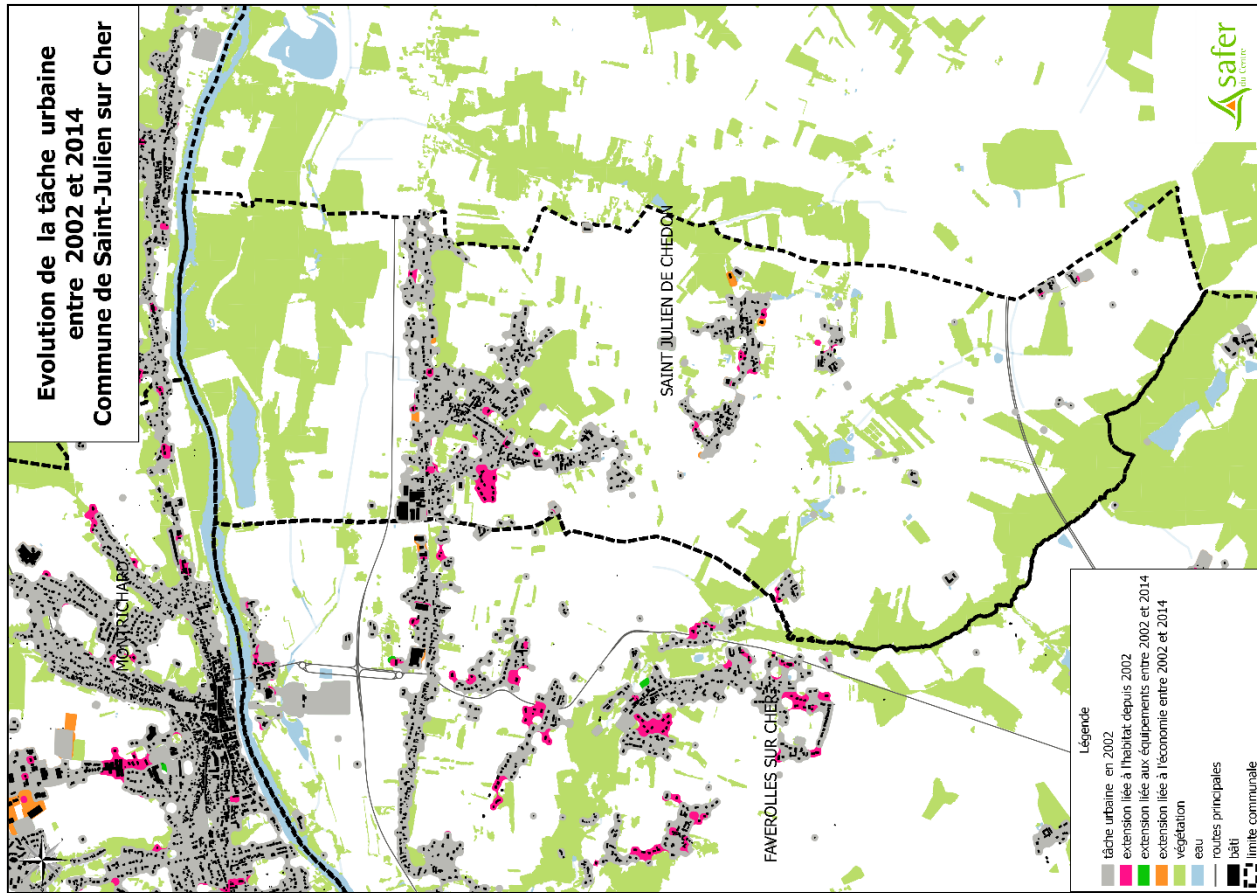 Evolution de la tâche urbaine
entre 2002 et 2014
Commune de Saint-Julien sur Cher
MONTRICHARD
SAINT JULIEN DE CHEDON
FAVEROLLES SUR CHER
Légende
tâche urbaine en 2002
extension liée à l'habitat depuis 2002
extension liée aux équipements entre 2002 et 2014
extension liée à l'économie entre 2002 et 2014
végétation
eau
routes principales
bâti
limite communale
safer
du Centre